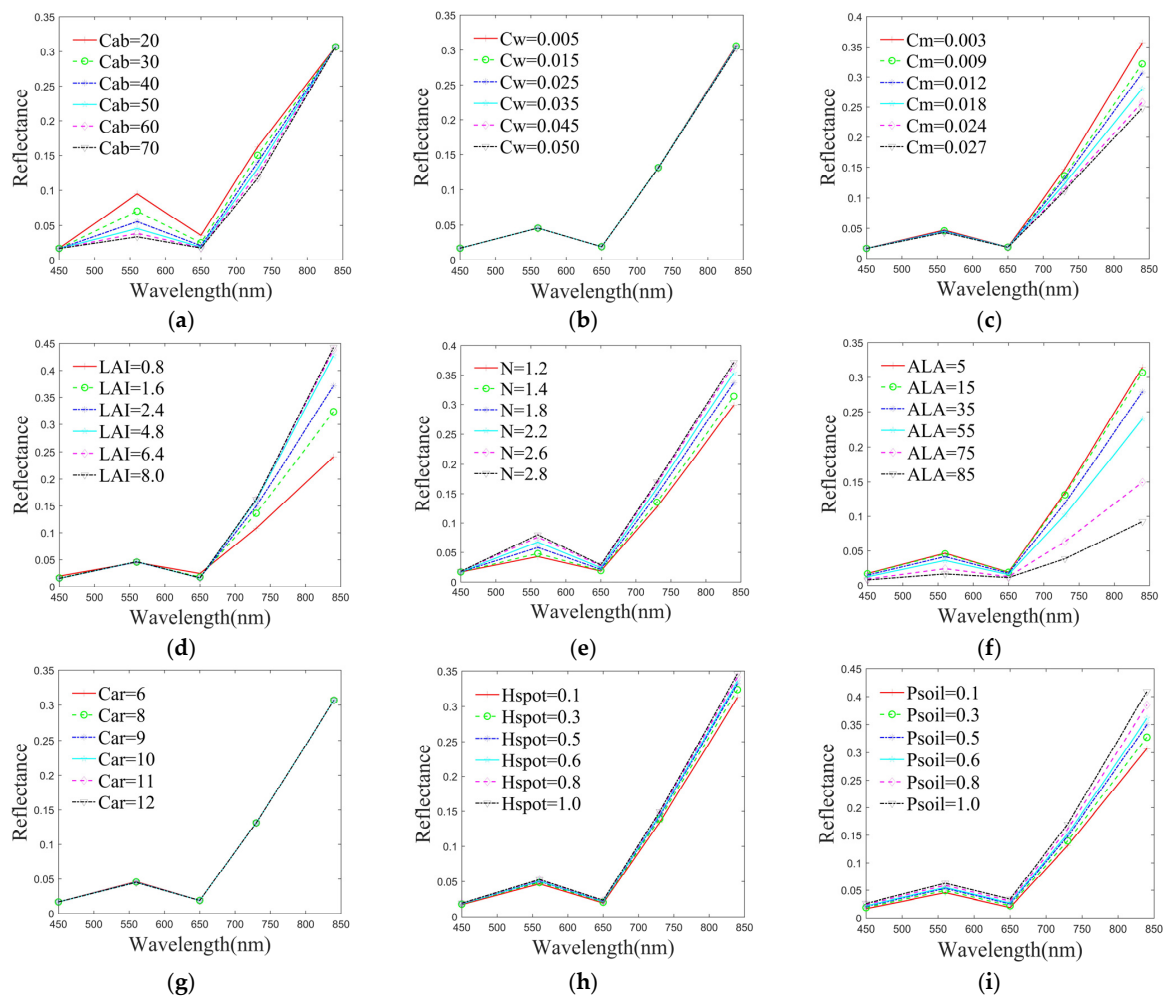 0.35
0.3
0.25
0.2
0.15
0.1
0.05
0
Reflectance
Cab=20
Cab=30
Cab=40
Cab=50
Cab=60
Cab=70
450 500 550 600 650 700 750 800 850
Wavelength(nm)
(a)
0.35
0.3
0.25
0.2
0.15
0.1
0.05
0
Reflectance
Cw=0.005
Cw=0.015
Cw=0.025
Cw=0.035
Cw=0.045
Cw=0.050
450 500 550 600 650 700 750 800 850
Wavelength(nm)
(b)
0.4
0.35
0.3
0.25
0.2
0.15
0.1
0.05
0
Reflectance
Cm=0.003
Cm=0.009
Cm=0.012
Cm=0.018
Cm=0.024
Cm=0.027
450 500 550 600 650 700 750 800 850
Wavelength(nm)
(c)
0.45
0.4
0.35
0.3
0.25
0.2
0.15
0.1
0.05
0
Reflectance
LAI=0.8
LAI=1.6
LAI=2.4
LAI=4.8
LAI=6.4
LAI=8.0
450 500 550 600 650 700 750 800 850
Wavelength(nm)
(d)
0.4
0.35
0.3
0.25
0.2
0.15
0.1
0.05
0
Reflectance
N=1.2
N=1.4
N=1.8
N=2.2
N=2.6
N=2.8
450 500 550 600 650 700 750 800 850
Wavelength(nm)
(e)
0.35
0.3
0.25
0.2
0.15
0.1
0.05
0
Reflectance
ALA=5
ALA=15
ALA=35
ALA=55
ALA=75
ALA=85
450 500 550 600 650 700 750 800 850
Wavelength(nm)
(f)
0.35
0.3
0.25
0.2
0.15
0.1
0.05
0
Reflectance
Car=6
Car=8
Car=9
Car=10
Car=11
Car=12
450 500 550 600 650 700 750 800 850
Wavelength(nm)
(g)
0.35
0.3
0.25
0.2
0.15
0.1
0.05
0
Reflectance
Hspot=0.1
Hspot=0.3
Hspot=0.5
Hspot=0.6
Hspot=0.8
Hspot=1.0
450 500 550 600 650 700 750 800 850
Wavelength(nm)
(h)
0.45
0.4
0.35
0.3
0.25
0.2
0.15
0.1
0.05
0
Reflectance
Psoil=0.1
Psoil=0.3
Psoil=0.5
Psoil=0.6
Psoil=0.8
Psoil=1.0
450 500 550 600 650 700 750 800 850
Wavelength(nm)
(i)